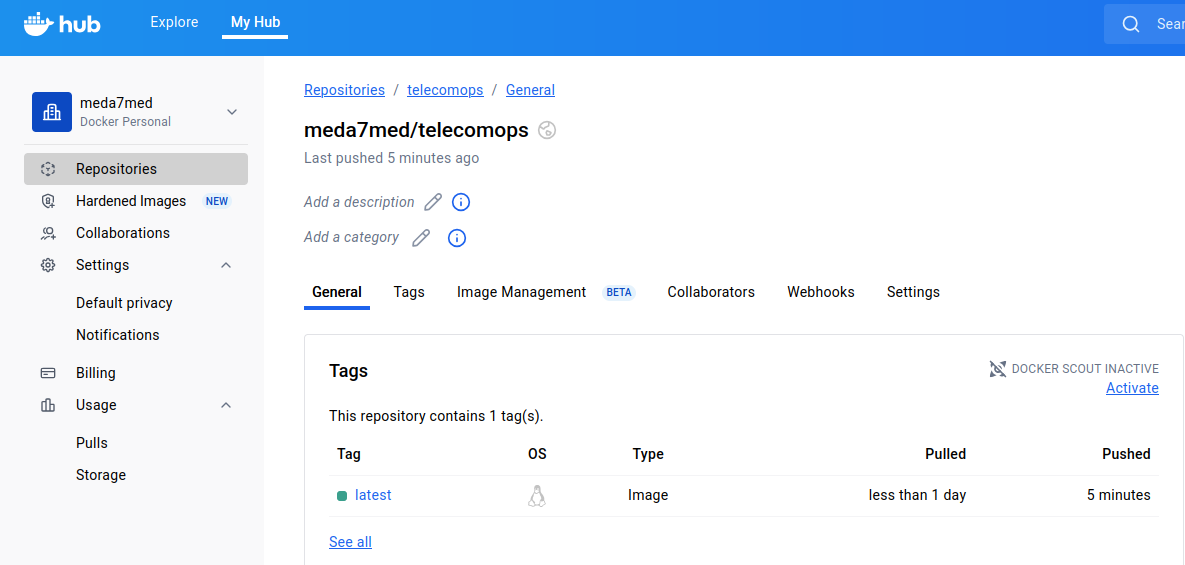 hub
Explore
My Hub
meda7med
Docker Personal
Repositories
Hardened Images NEW
Collaborations
Settings
Default privacy
Notifications
Billing
Usage
Pulls
Storage
Repositories / telecomops / General
meda7med/telecomops
Last pushed 5 minutes ago
Add a description
Add a category
General Tags Image Management BETA Collaborators Webhooks Settings
Tags
DOCKER SCOUT INACTIVE
Activate
This repository contains 1 tag(s).
Tag OS Type Pulled Pushed
latest Image less than 1 day 5 minutes
See all